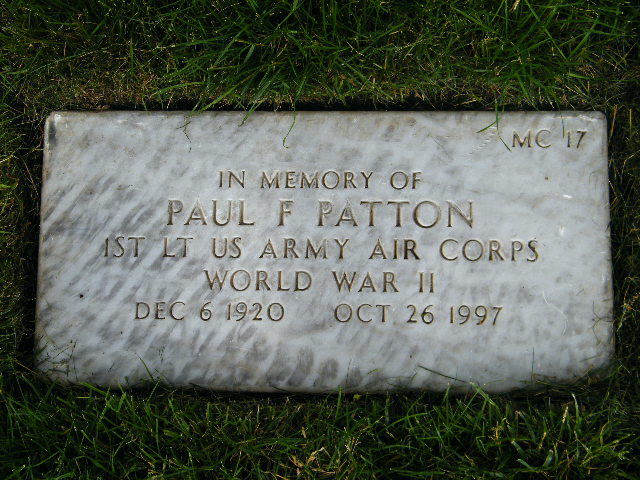 MC 17
IN MEMORY OF
PAUL F PATTON
1ST LT US ARMY AIR CORPS
WORLD WAR II
DEC 6 1920 OCT 26 1997